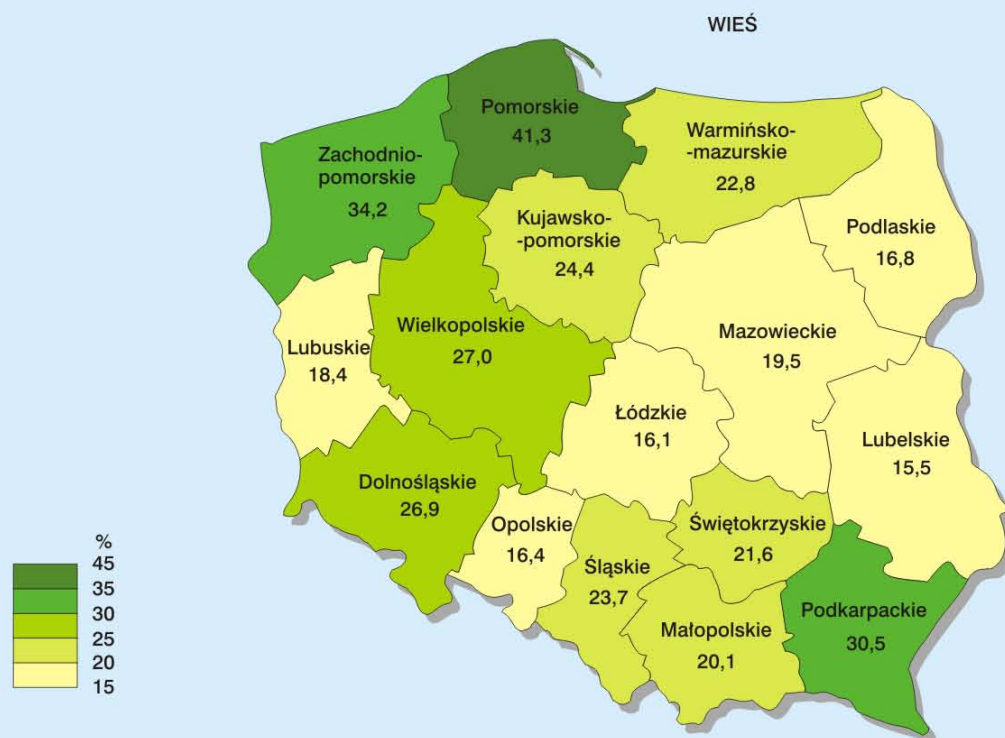 WIEŚ
Pomorskie
41,3
Warmińsko-
-mazurskie
22,8
Zachodnio-
pomorskie
34,2
Kujawsko-
-pomorskie
24,4
Podlaskie
16,8
Wielkopolskie
27,0
Mazowieckie
19,5
Lubuskie
18,4
Łódzkie
16,1
Lubelskie
15,5
Dolnośląskie
26,9
Opolskie
16,4
Świętokrzyskie
21,6
Śląskie
23,7
Małopolskie
20,1
Podkarpackie
30,5
%
45
35
30
25
20
15